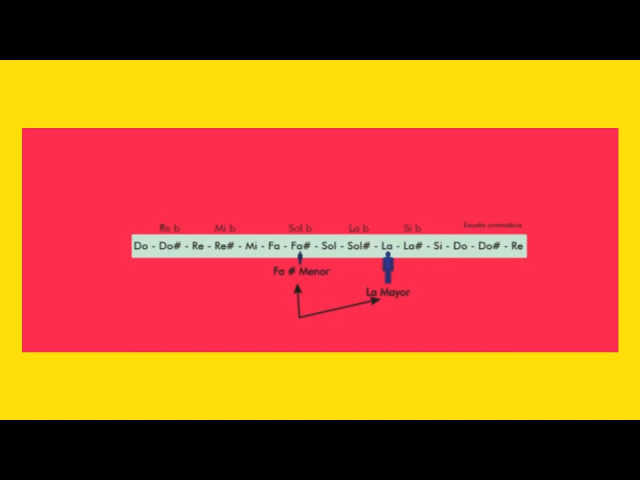 Re b Mi b Sol b La b Si b Escala cromática
Do - Do# - Re - Re# - Mi - Fa - Fa# - Sol - Sol# - La - La# - Si - Do - Do# - Re
Fa # Menor
La Mayor